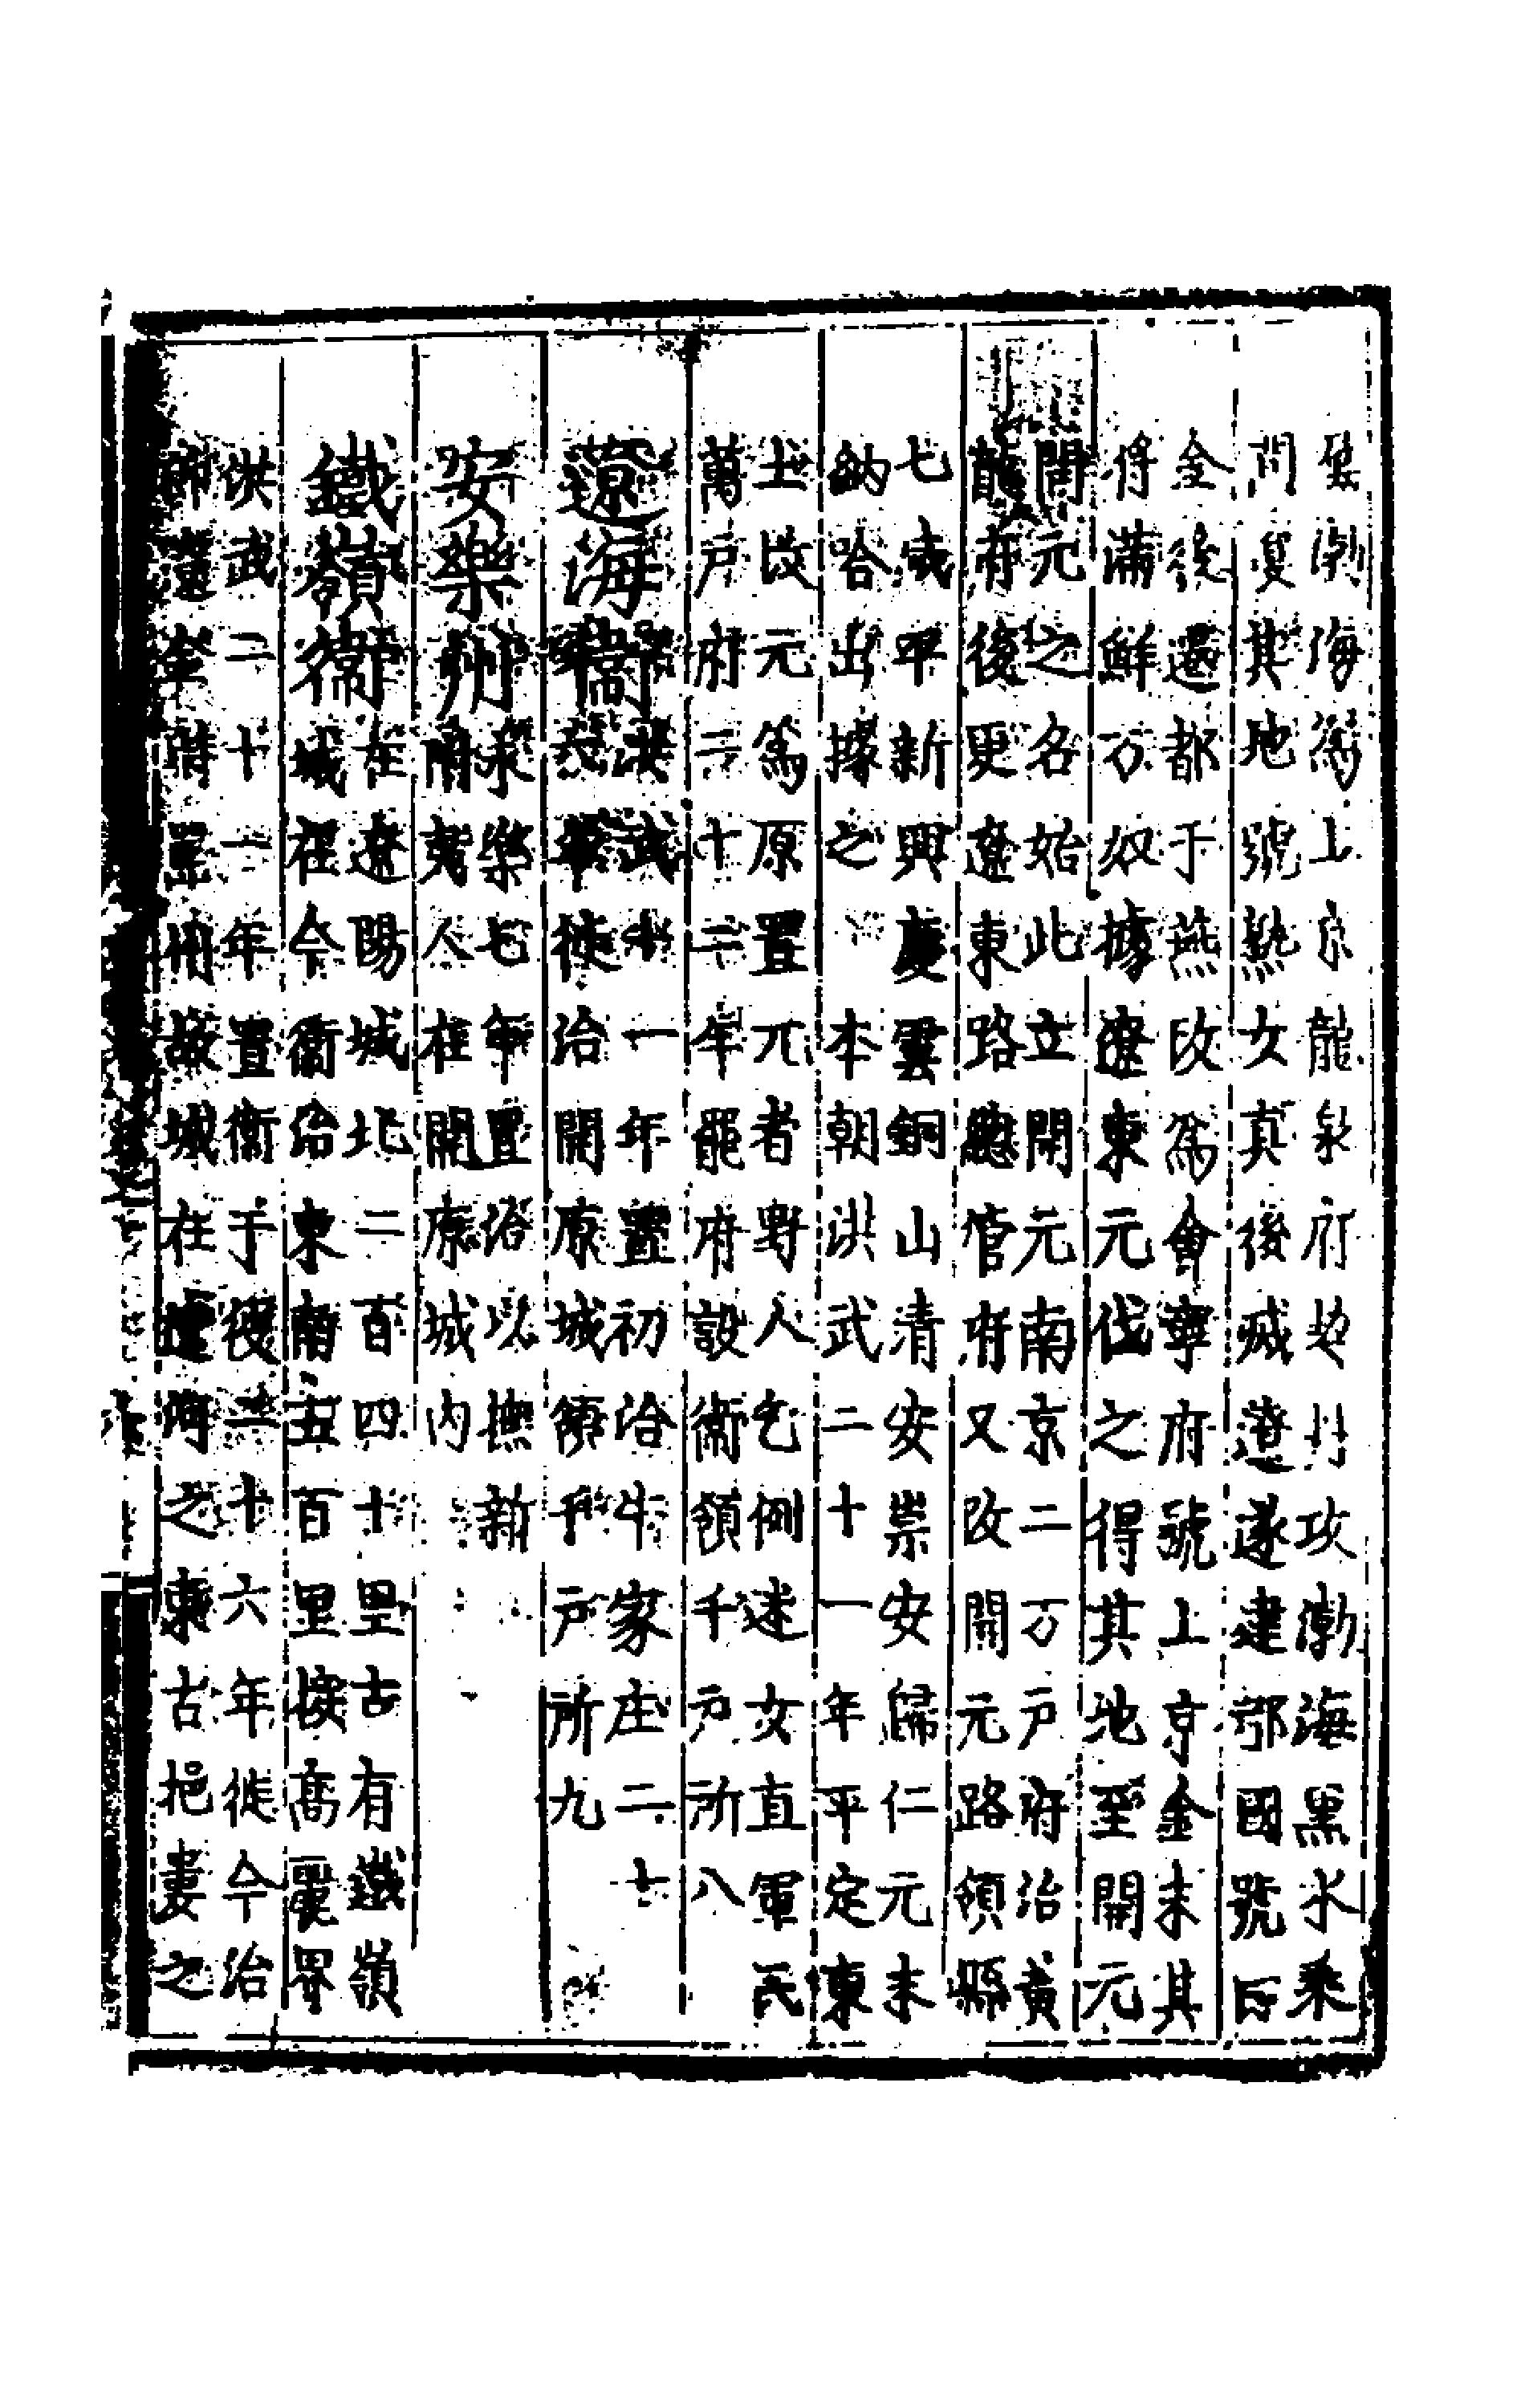 渤海為上京龍泉府契丹攻渤海黑水乘
間復其地號熟女真後滅遼遂建都國號曰
金後遷都于燕改為會寧府號上京金末其
將蒲鮮万奴據遼東元伐之得其地至開元
開元之名始此立開元南京二万戶府治黃
龍府後更遼東路總管府又改開元路領縣
七咸平新興慶雲銅山清安崇安歸仁元末
納哈出據之 本朝洪武二十一年平定東
土改元為原置兀者野人乞例迷女直軍民
萬戶府二十二年罷府設衛領千戶所八
遼海衛
洪武十一年置初治牛家庄二十
年徙治開原城領千戶所九
安樂州
永樂七年置治以撫新
附夷人在開原城內
鐵嶺衛
在遼陽城北二百四十里古有鐵嶺
城在今衛治東南五百里接高麗界
洪武二十一年置衛于彼二十六年徙今治
即遼銀州故城在遼河之東古挹婁之